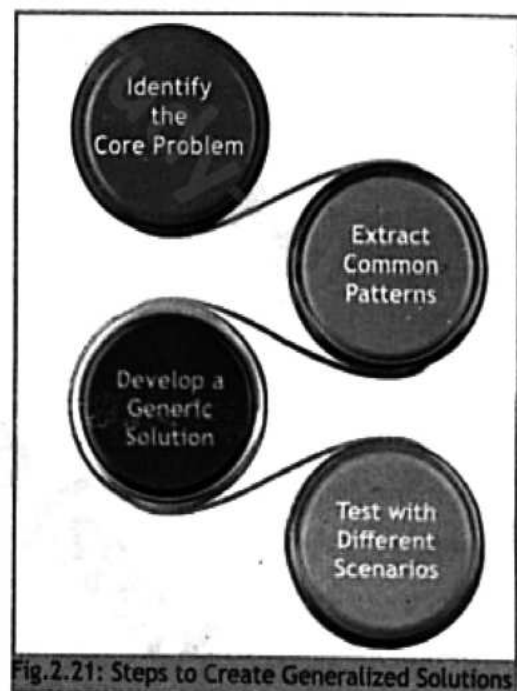 Identify
the
Core Problem
Extract
Common
Patterns
Develop a
Generic
Solution
Test with
Different
Scenarios
Fig.2.21: Steps to Create Generalized Solutions